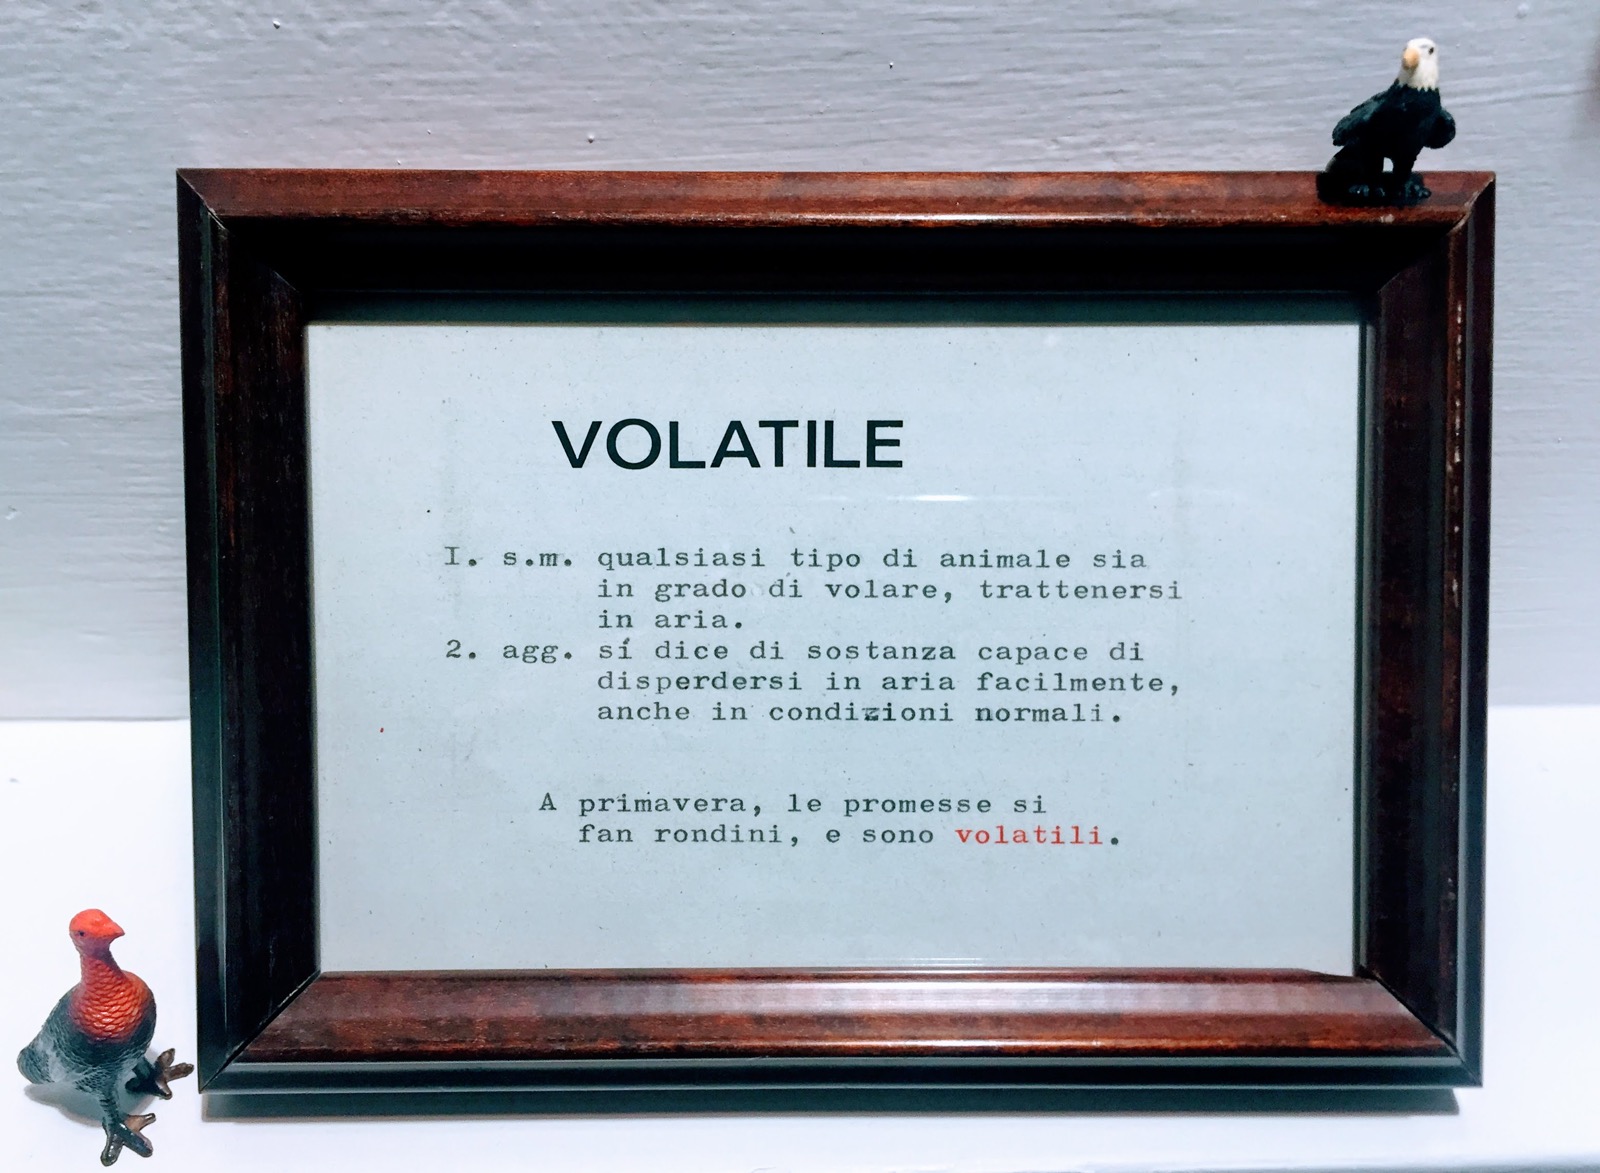 VOLATILE
I. s.m. qualsiasi tipo di animale sia
in grado di volare, trattenersi
in aria.
2. agg. sí dice di sostanza capace di
disperdersi in aria facilmente,
anche in condizioni normali.
A primavera, le promesse si
fan rondini, e sono volatili.